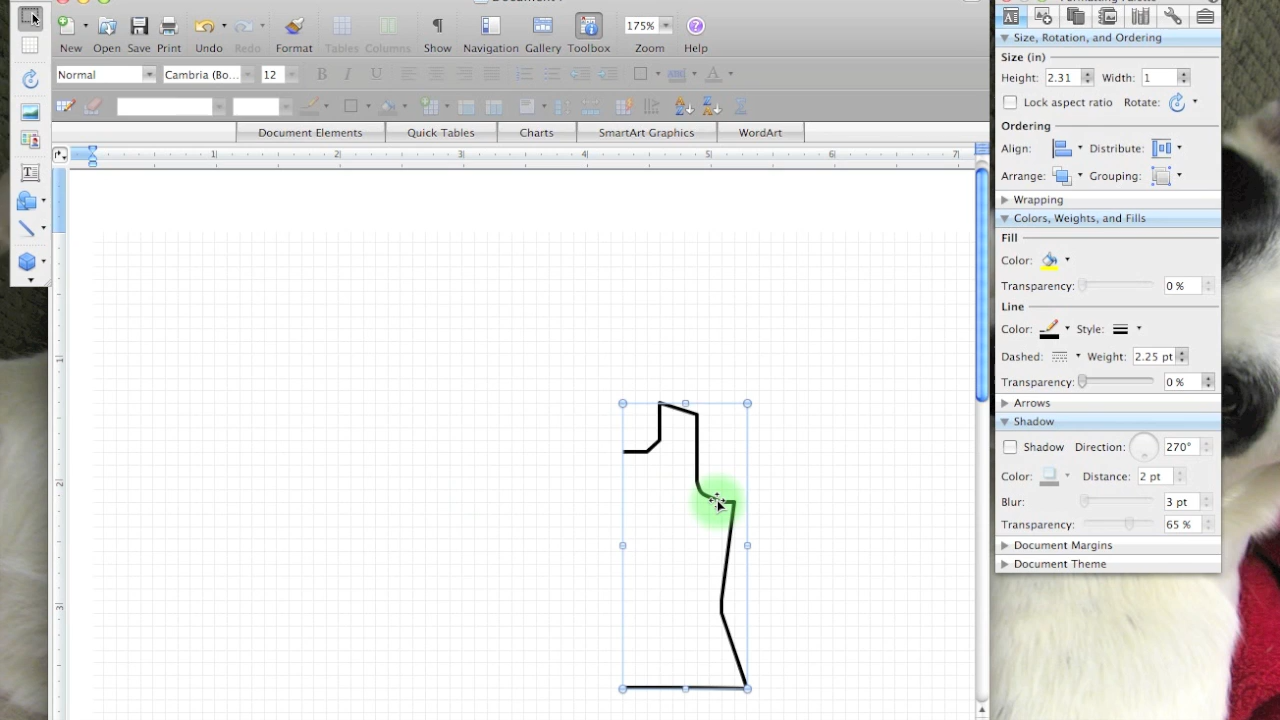 175%
New
Open
Save
Print
Undo
Redo
Format
Tables
Columns
Show
Navigation
Gallery
Toolbox
Zoom
Help
Normal
Cambria (Bo...
12
B
I
U
Document Elements
Quick Tables
Charts
SmartArt Graphics
WordArt
1
2
3
4
5
6
7
1
2
3
Size, Rotation, and Ordering
Size (in)
Height: 2.31 Width: 1
Lock aspect ratio Rotate:
Ordering
Align: Distribute:
Arrange: Grouping:
Wrapping
Colors, Weights, and Fills
Fill
Color:
Transparency: 0 %
Line
Color: Style:
Dashed: Weight: 2.25 pt
Transparency: 0 %
Arrows
Shadow
Shadow Direction: 270°
Color: Distance: 2 pt
Blur: 3 pt
Transparency: 65 %
Document Margins
Document Theme